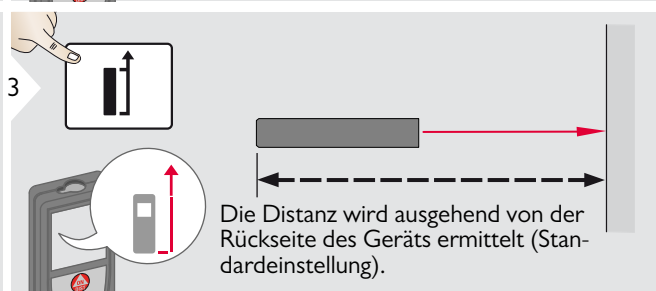 3
Die Distanz wird ausgehend von der
Rückseite des Geräts ermittelt (Stan-
dardeinstellung).